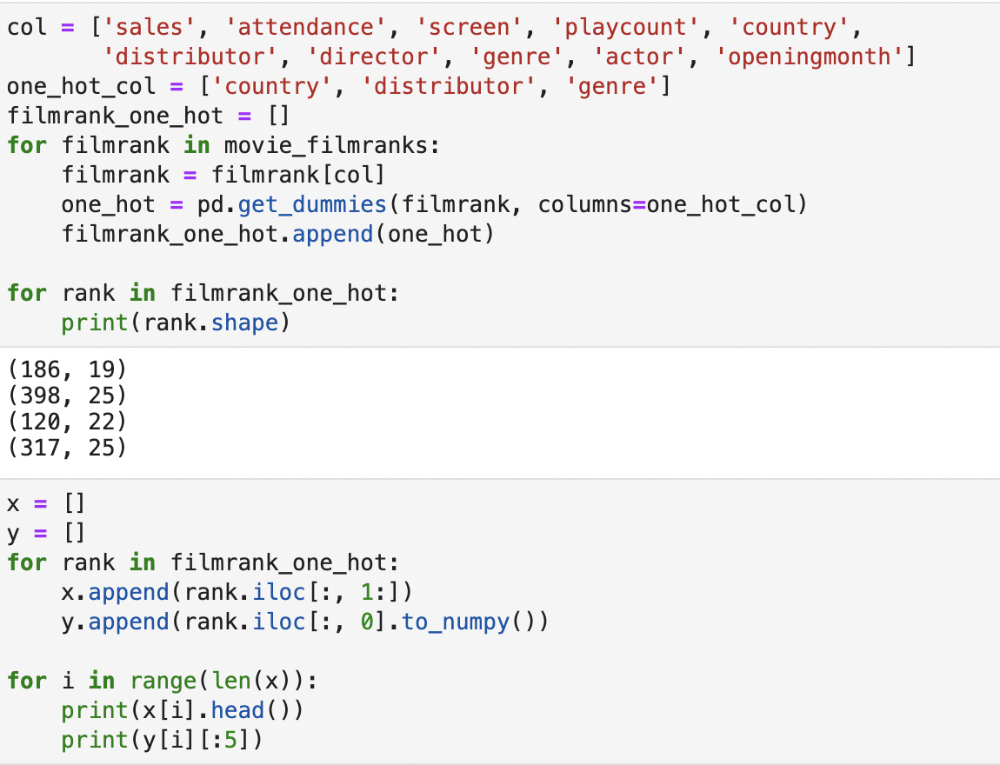 col = ['sales', 'attendance', 'screen', 'playcount', 'country',
       'distributor', 'director', 'genre', 'actor', 'openingmonth']
one_hot_col = ['country', 'distributor', 'genre']
filmrank_one_hot = []
for filmrank in movie_filmranks:
    filmrank = filmrank[col]
    one_hot = pd.get_dummies(filmrank, columns=one_hot_col)
    filmrank_one_hot.append(one_hot)

for rank in filmrank_one_hot:
    print(rank.shape)
(186, 19)
(398, 25)
(120, 22)
(317, 25)
x = []
y = []
for rank in filmrank_one_hot:
    x.append(rank.iloc[:, 1:])
    y.append(rank.iloc[:, 0].to_numpy())

for i in range(len(x)):
    print(x[i].head())
    print(y[i][:5])